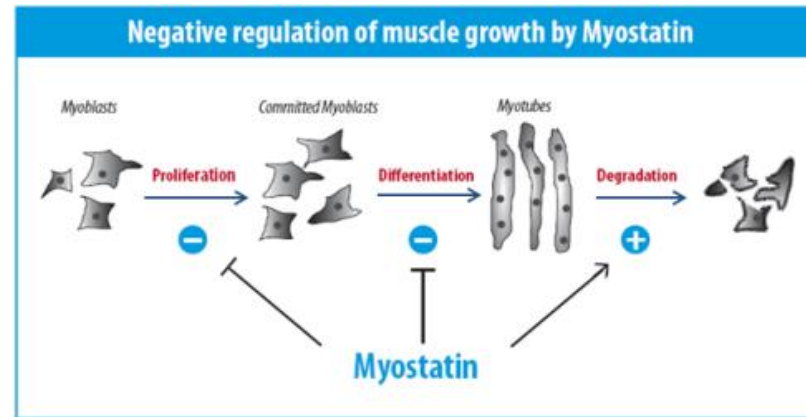 Negative regulation of muscle growth by Myostatin
Myoblasts
Committed Myoblasts
Myotubes
Proliferation
Differentiation
Degradation
− − +
Myostatin